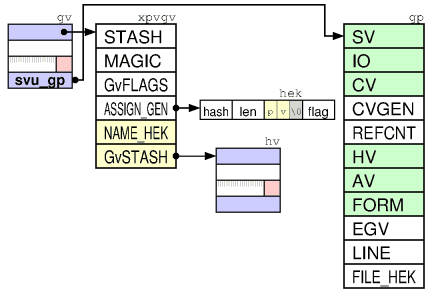 gv
svu_gp
xpvgv
STASH
MAGIC
GvFLAGS
ASSIGN_GEN
NAME_HEK
GvSTASH
hek
hash len p v \0 flag
hv
gp
SV
IO
CV
CVGEN
REFCNT
HV
AV
FORM
EGV
LINE
FILE_HEK